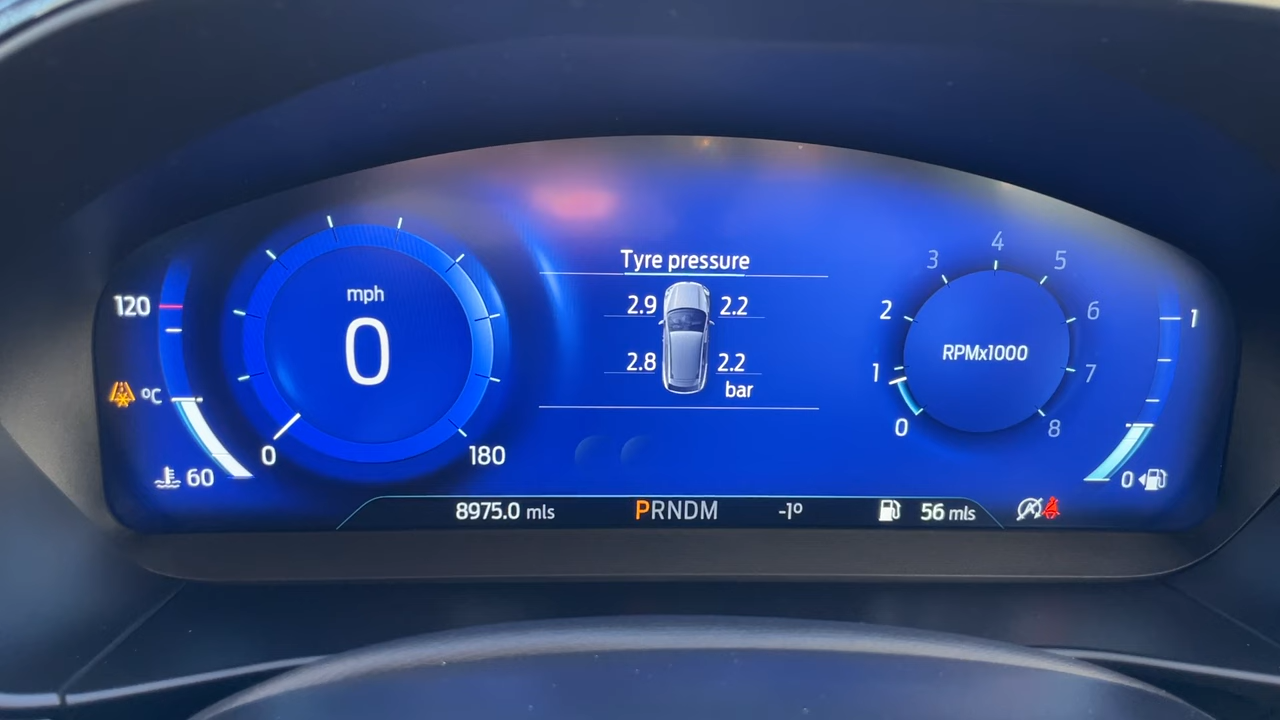 Tyre pressure
2.9 2.2
2.8 2.2
bar
120
°C
60
mph
0
0 180
0 1 2 3 4 5 6 7 8
RPMx1000
1
0
8975.0 mls PRNDM -1° 56 mls